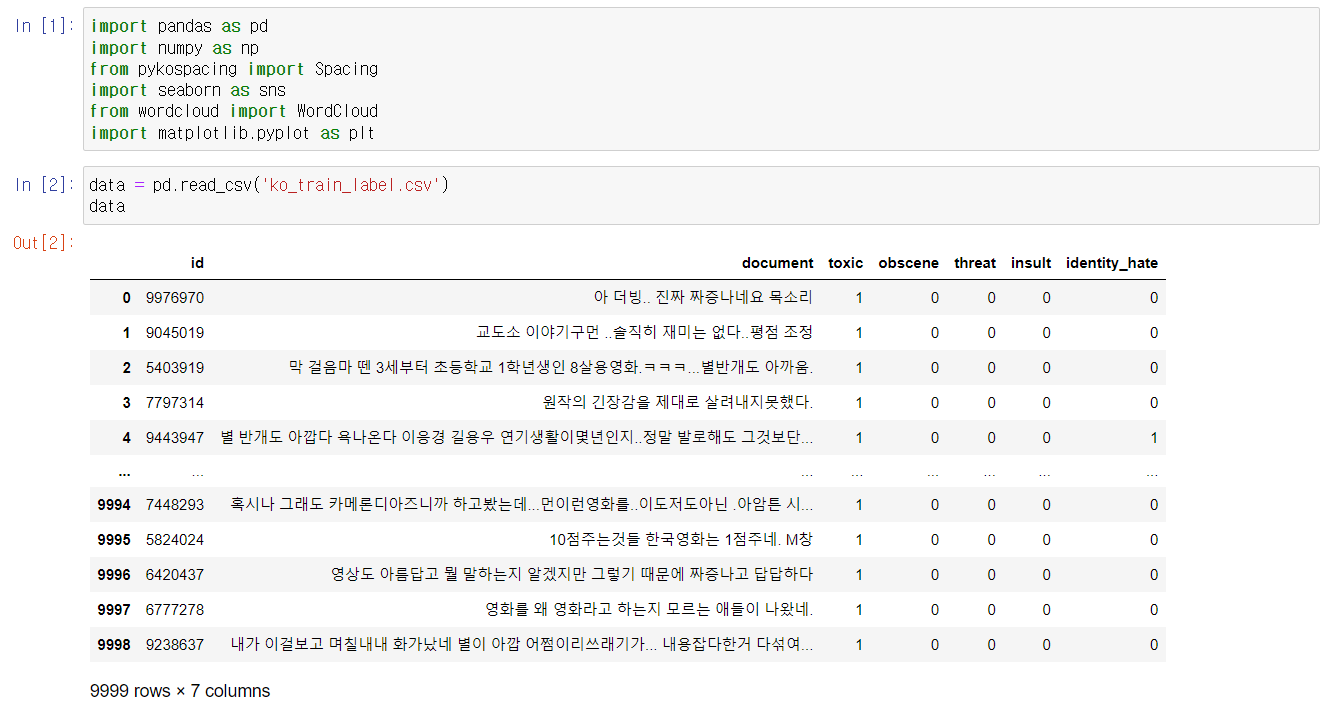 In [1]: import pandas as pd
import numpy as np
from pykospacing import Spacing
import seaborn as sns
from wordcloud import WordCloud
import matplotlib.pyplot as plt
In [2]: data = pd.read_csv('ko_train_label.csv')
data
Out[2]:
id document toxic obscene threat insult identity_hate
0 9976970 아 더빙.. 진짜 짜증나네요 목소리 1 0 0 0 0
1 9045019 교도소 이야기구먼 ..솔직히 재미는 없다..평점 조정 1 0 0 0 0
2 5403919 막 걸음마 뗀 3세부터 초등학교 1학년생인 8살용영화.ㅋㅋㅋ...별반개도 아까움. 1 0 0 0 0
3 7797314 원작의 긴장감을 제대로 살려내지못했다. 1 0 0 0 0
4 9443947 별 반개도 아깝다 욕나온다 이응경 길용우 연기생활이몇년인지..정말 발로해도 그것보단... 1 0 0 0 1
... ... ... ... ... ... ... ...
9994 7448293 혹시나 그래도 카메론디아즈니까 하고봤는데...먼이런영화를..이도저도아닌 .아암튼 시... 1 0 0 0 0
9995 5824024 10점주는것들 한국영화는 1점주네. M창 1 0 0 0 0
9996 6420437 영상도 아름답고 뭘 말하는지 알겠지만 그렇기 때문에 짜증나고 답답하다 1 0 0 0 0
9997 6777278 영화를 왜 영화라고 하는지 모르는 애들이 나왔네. 1 0 0 0 0
9998 9238637 내가 이걸보고 며칠내내 화가났네 별이 아깝 어쩜이리쓰래기가... 내용잡다한거 다섞여... 1 0 0 0 0
9999 rows × 7 columns